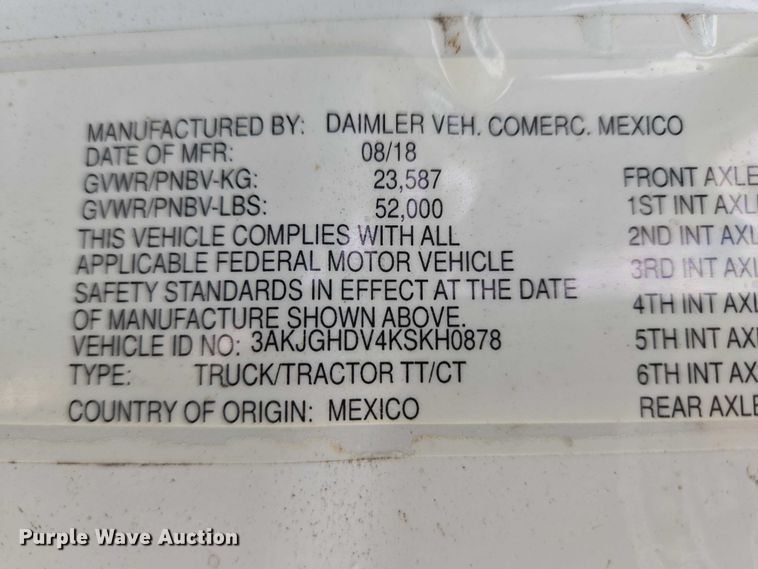 MANUFACTURED BY: DAIMLER VEH. COMERC. MEXICO
DATE OF MFR: 08/18
GVWR/PNBV-KG: 23,587 FRONT AXLE
GVWR/PNBV-LBS: 52,000 1ST INT AXL
THIS VEHICLE COMPLIES WITH ALL 2ND INT AXL
APPLICABLE FEDERAL MOTOR VEHICLE 3RD INT AXL
SAFETY STANDARDS IN EFFECT AT THE DATE 4TH INT AXL
OF MANUFACTURE SHOWN ABOVE.
VEHICLE ID NO: 3AKJGHDV4KSKH0878 5TH INT AX
TYPE: TRUCK/TRACTOR TT/CT 6TH INT AX
COUNTRY OF ORIGIN: MEXICO REAR AXLE
Purple Wave Auction